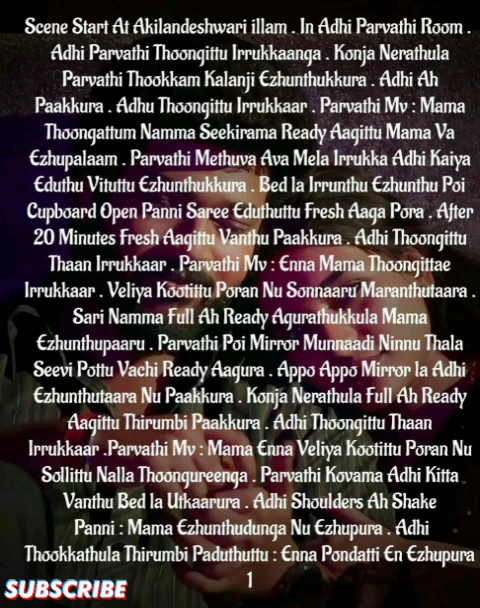 Scene Start At Akilandeshwari illam . In Adhi Parvathi Room .
Adhi Parvathi Thoongittu Irrukkaanga . Konja Nerathula
Parvathi Thookkam Kalanji Ezhunthukkura . Adhi Ah
Paakkura . Adhu Thoongittu Irrukkaar . Parvathi Mv : Mama
Thoongattum Namma Seekirama Ready Aagittu Mama Va
Ezhupalaam . Parvathi Methuva Ava Mela Irrukka Adhi Kaiya
Eduthu Vituttu Ezhunthukkura . Bed la Irrunthu Ezhunthu Poi
Cupboard Open Panni Saree Eduthuttu Fresh Aaga Pora . After
20 Minutes Fresh Aagittu Vanthu Paakkura . Adhi Thoongittu
Thaan Irrukkaar . Parvathi Mv : Enna Mama Thoongittae
Irrukkaar . Veliya Kootittu Poran Nu Sonnaaru Maranthutaara .
Sari Namma Full Ah Ready Agurathukkula Mama
Ezhunthupaaru . Parvathi Poi Mirror Munnaadi Ninnu Thala
Seevi Pottu Vachi Ready Aagura . Appo Appo Mirror la Adhi
Ezhunthutaara Nu Paakkura . Konja Nerathula Full Ah Ready
Aagittu Thirumbi Paakkura . Adhi Thoongittu Thaan
Irrukkaar .Parvathi Mv : Mama Enna Veliya Kootittu Poran Nu
Sollittu Nalla Thoongureenga . Parvathi Kovama Adhi Kitta
Vanthu Bed la Utkaarura . Adhi Shoulders Ah Shake
Panni : Mama Ezhunthudunga Nu Ezhupura . Adhi
Thookkathula Thirumbi Paduthuttu : Enna Pondatti En Ezhupura
1
SUBSCRIBE